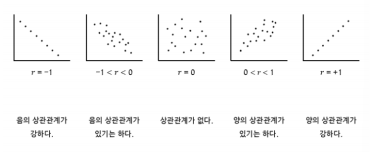 r = -1
-1 < r < 0
r = 0
0 < r < 1
r = +1
음의 상관관계가
강하다.
음의 상관관계가
있기는 하다.
상관관계가 없다.
양의 상관관계가
있기는 하다.
양의 상관관계가
강하다.